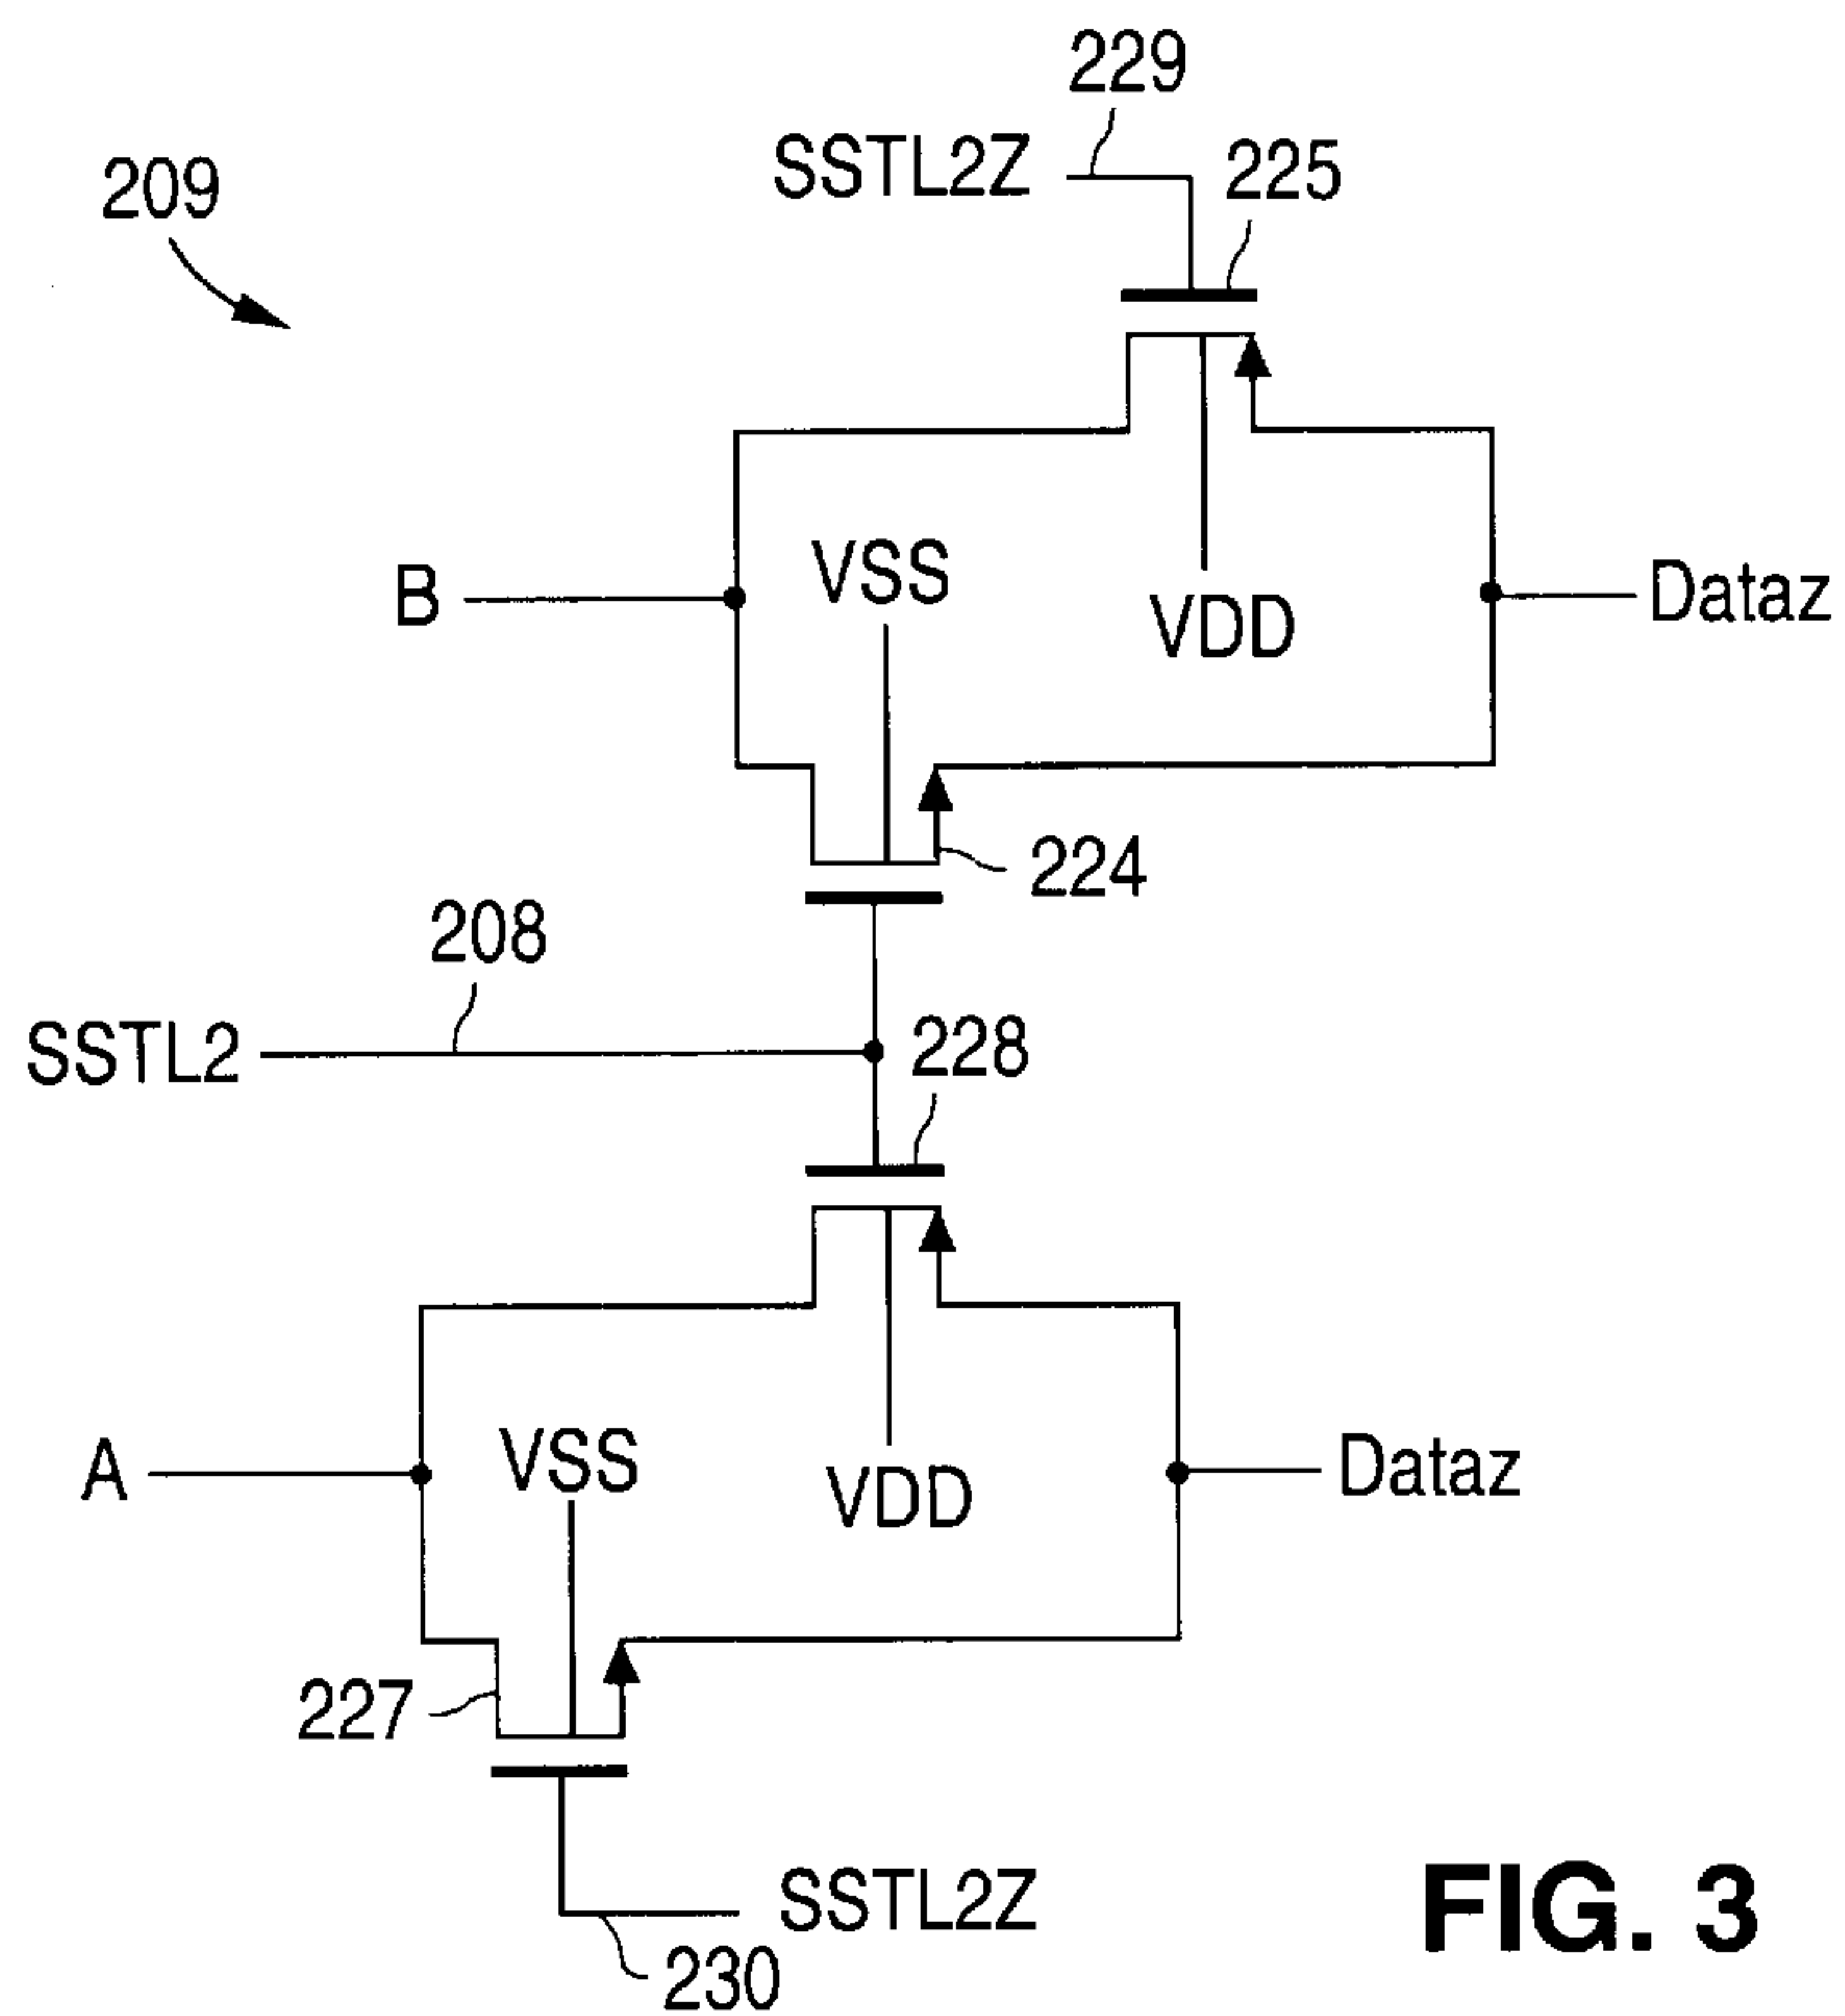 229
SSTL2Z
225
209
VSS
B
VDD
Dataz
224
208
SSTL2
228
A
VSS
VDD
Dataz
227
SSTL2Z
230
FIG. 3